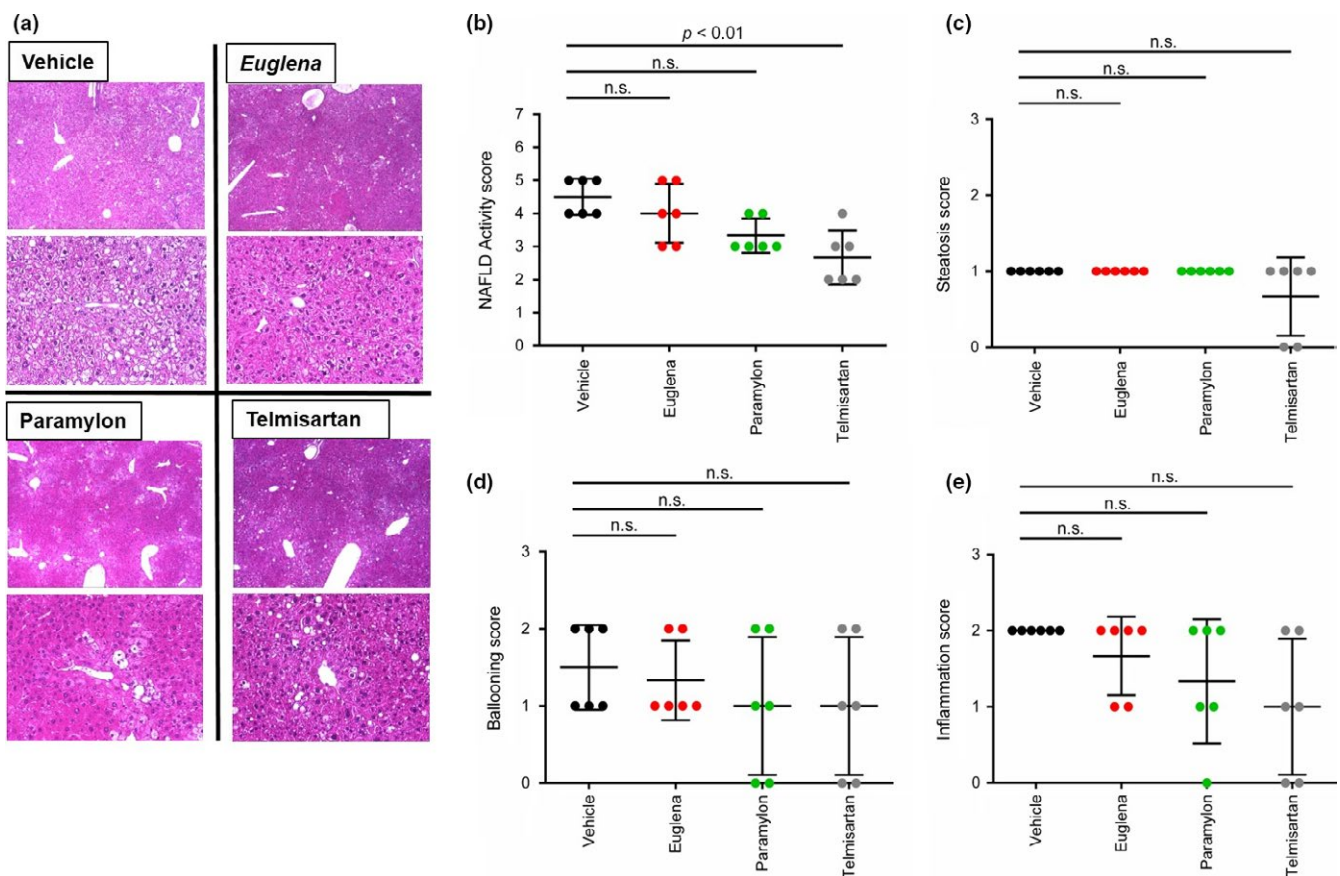 (a)
Vehicle
Euglena
Paramylon
Telmisartan
(b)
p < 0.01
n.s.
n.s.
NAFLD Activity score
7
6
5
4
3
2
1
0
Vehicle
Euglena
Paramylon
Telmisartan
(c)
n.s.
n.s.
n.s.
Steatosis score
3
2
1
0
Vehicle
Euglena
Paramylon
Telmisartan
(d)
n.s.
n.s.
n.s.
Ballooning score
3
2
1
0
Vehicle
Euglena
Paramylon
Telmisartan
(e)
n.s.
n.s.
n.s.
Inflammation score
3
2
1
0
Vehicle
Euglena
Paramylon
Telmisartan